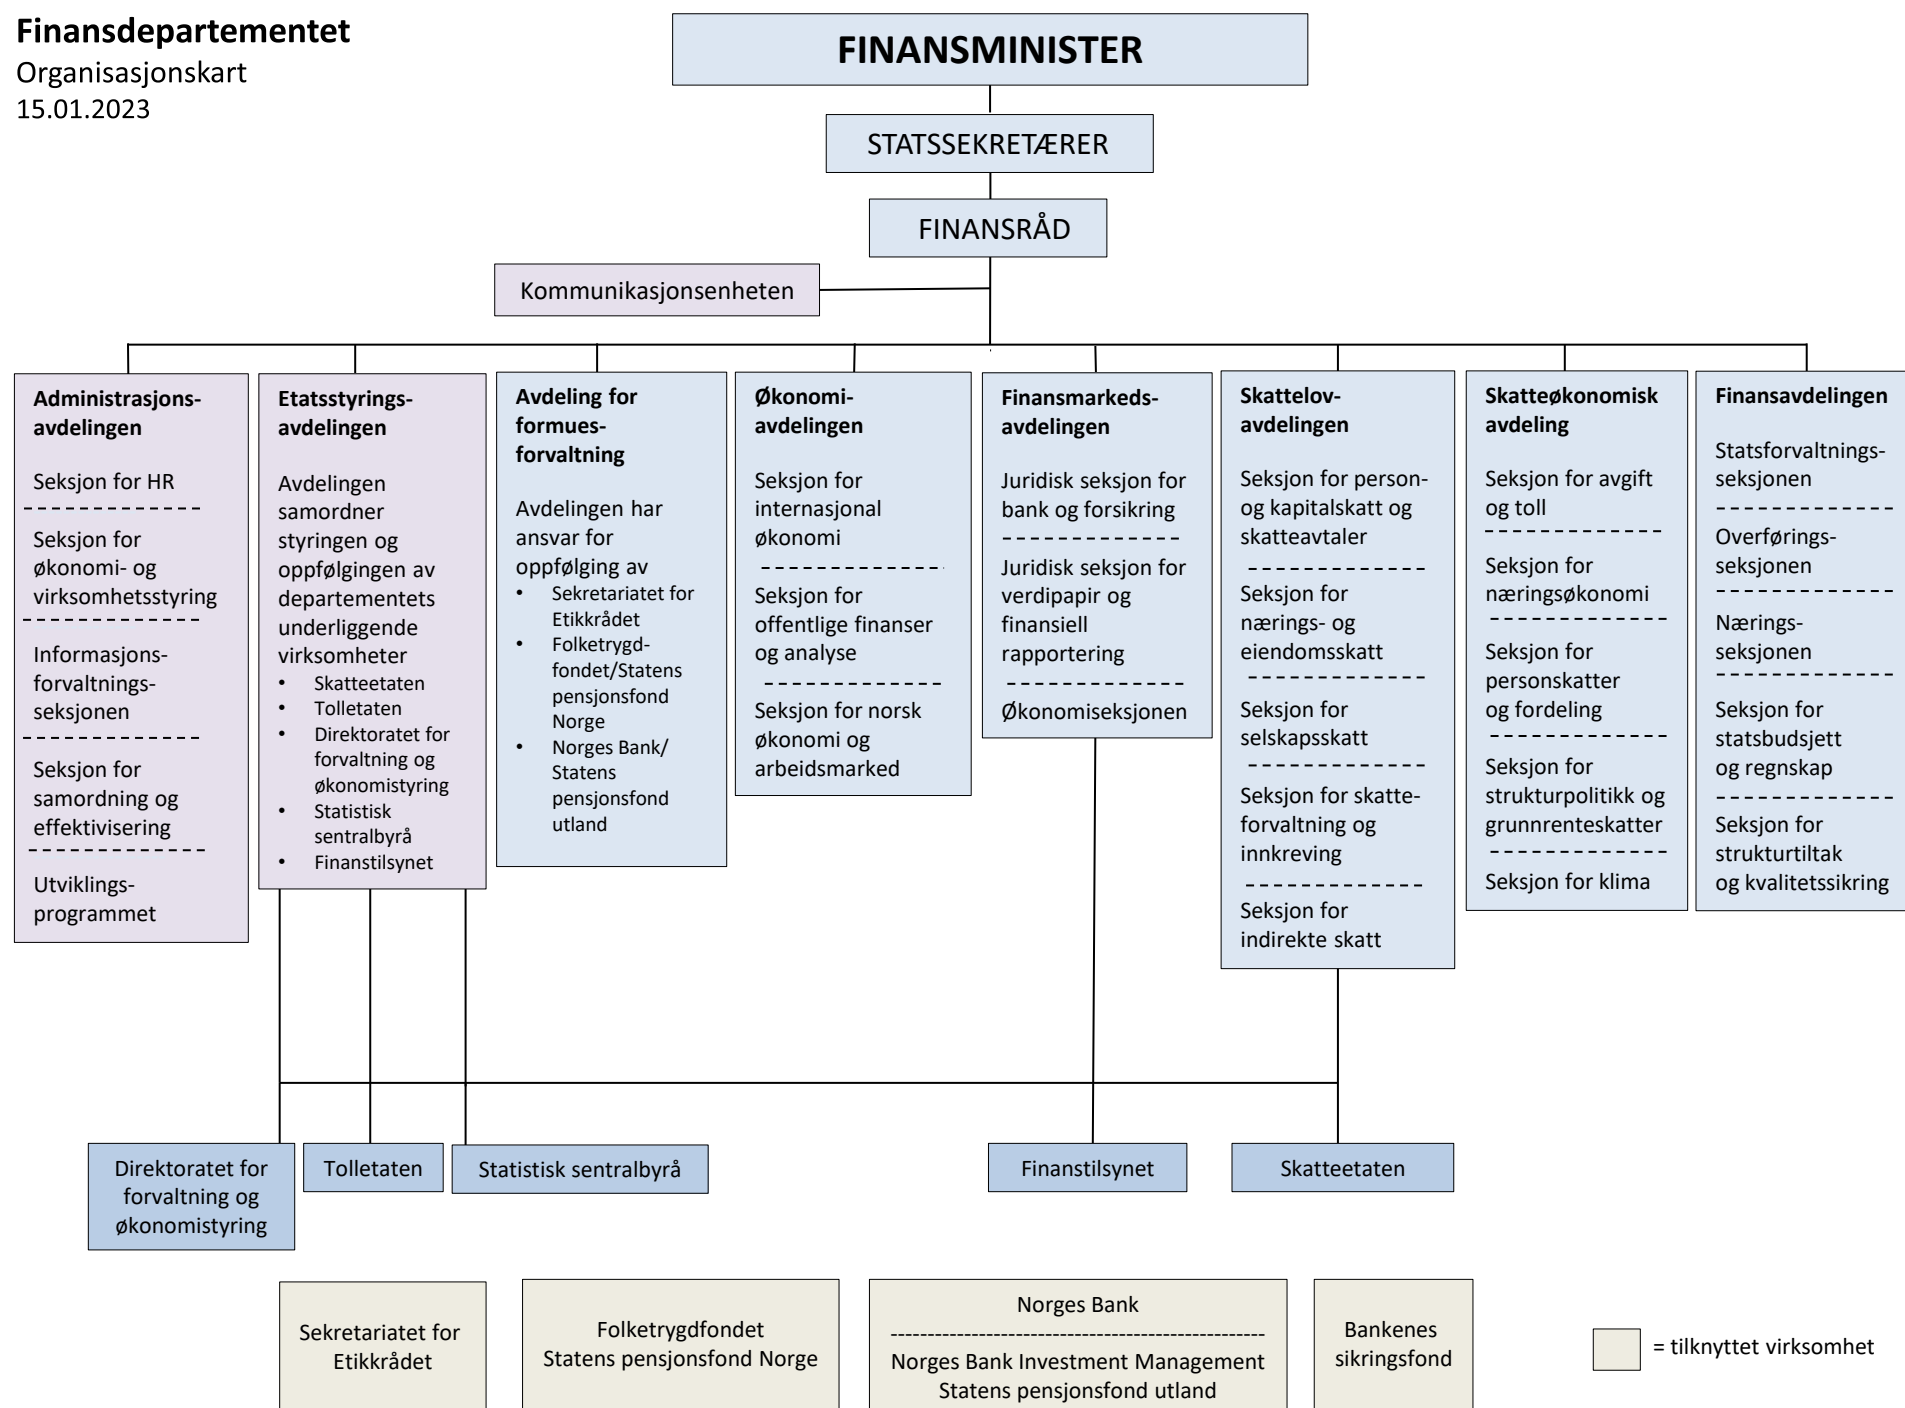 Finansdepartementet
Organisasjonskart
15.01.2023
FINANSMINISTER
STATSSEKRETÆRER
FINANSRÅD
Kommunikasjonsenheten
Administrasjons-
avdelingen
Seksjon for HR
Seksjon for
økonomi- og
virksomhetsstyring
Informasjons-
forvaltnings-
seksjonen
Seksjon for
samordning og
effektivisering
Utviklings-
programmet
Etatsstyrings-
avdelingen
Avdelingen
samordner
styringen og
oppfølgingen av
departementets
underliggende
virksomheter
• Skatteetaten
• Tolletaten
• Direktoratet for
forvaltning og
økonomistyring
• Statistisk
sentralbyrå
• Finanstilsynet
Avdeling for
formues-
forvaltning
Avdelingen har
ansvar for
oppfølging av
• Sekretariatet for
Etikkrådet
• Folketrygd-
fondet/Statens
pensjonsfond
Norge
• Norges Bank/
Statens
pensjonsfond
utland
Økonomi-
avdelingen
Seksjon for
internasjonal
økonomi
Seksjon for
offentlige finanser
og analyse
Seksjon for norsk
økonomi og
arbeidsmarked
Finansmarkeds-
avdelingen
Juridisk seksjon for
bank og forsikring
Juridisk seksjon for
verdipapir og
finansiell
rapportering
Økonomiseksjonen
Skattelov-
avdelingen
Seksjon for person-
og kapitalskatt og
skatteavtaler
Seksjon for
nærings- og
eiendomsskatt
Seksjon for
selskapsskatt
Seksjon for skatte-
forvaltning og
innkreving
Seksjon for
indirekte skatt
Skatteøkonomisk
avdeling
Seksjon for avgift
og toll
Seksjon for
næringsøkonomi
Seksjon for
personskatter
og fordeling
Seksjon for
strukturpolitikk og
grunnrenteskatter
Seksjon for klima
Finansavdelingen
Statsforvaltnings-
seksjonen
Overførings-
seksjonen
Nærings-
seksjonen
Seksjon for
statsbudsjett
og regnskap
Seksjon for
strukturtiltak
og kvalitetssikring
Direktoratet for
forvaltning og
økonomistyring
Tolletaten
Statistisk sentralbyrå
Finanstilsynet
Skatteetaten
Sekretariatet for
Etikkrådet
Folketrygdfondet
Statens pensjonsfond Norge
Norges Bank
Norges Bank Investment Management
Statens pensjonsfond utland
Bankenes
sikringsfond
= tilknyttet virksomhet